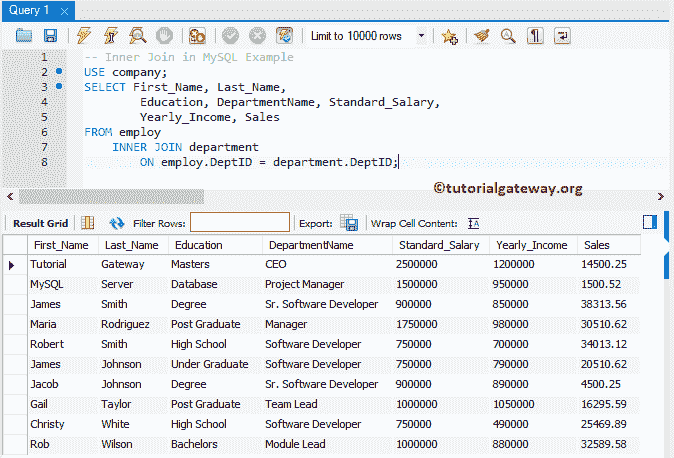 Query 1
Limit to 10000 rows
1 -- Inner Join in MySQL Example
2 USE company;
3 SELECT First_Name, Last_Name,
4 Education, DepartmentName, Standard_Salary,
5 Yearly_Income, Sales
6 FROM employ
7 INNER JOIN department
8 ON employ.DeptID = department.DeptID;
©tutorialgateway.org
Result Grid Filter Rows: Export: Wrap Cell Content:
First_Name Last_Name Education DepartmentName Standard_Salary Yearly_Income Sales
Tutorial Gateway Masters CEO 2500000 1200000 14500.25
MySQL Server Database Project Manager 1500000 950000 1500.52
James Smith Degree Sr. Software Developer 900000 850000 38313.56
Maria Rodriguez Post Graduate Manager 1750000 980000 30510.62
Robert Smith High School Software Developer 750000 700000 34013.12
James Johnson Under Graduate Software Developer 750000 790000 20510.62
Jacob Johnson Degree Sr. Software Developer 900000 890000 4500.25
Gail Taylor Post Graduate Team Lead 1000000 1050000 16295.59
Christy White High School Software Developer 750000 490000 25469.89
Rob Wilson Bachelors Module Lead 1000000 880000 32589.58